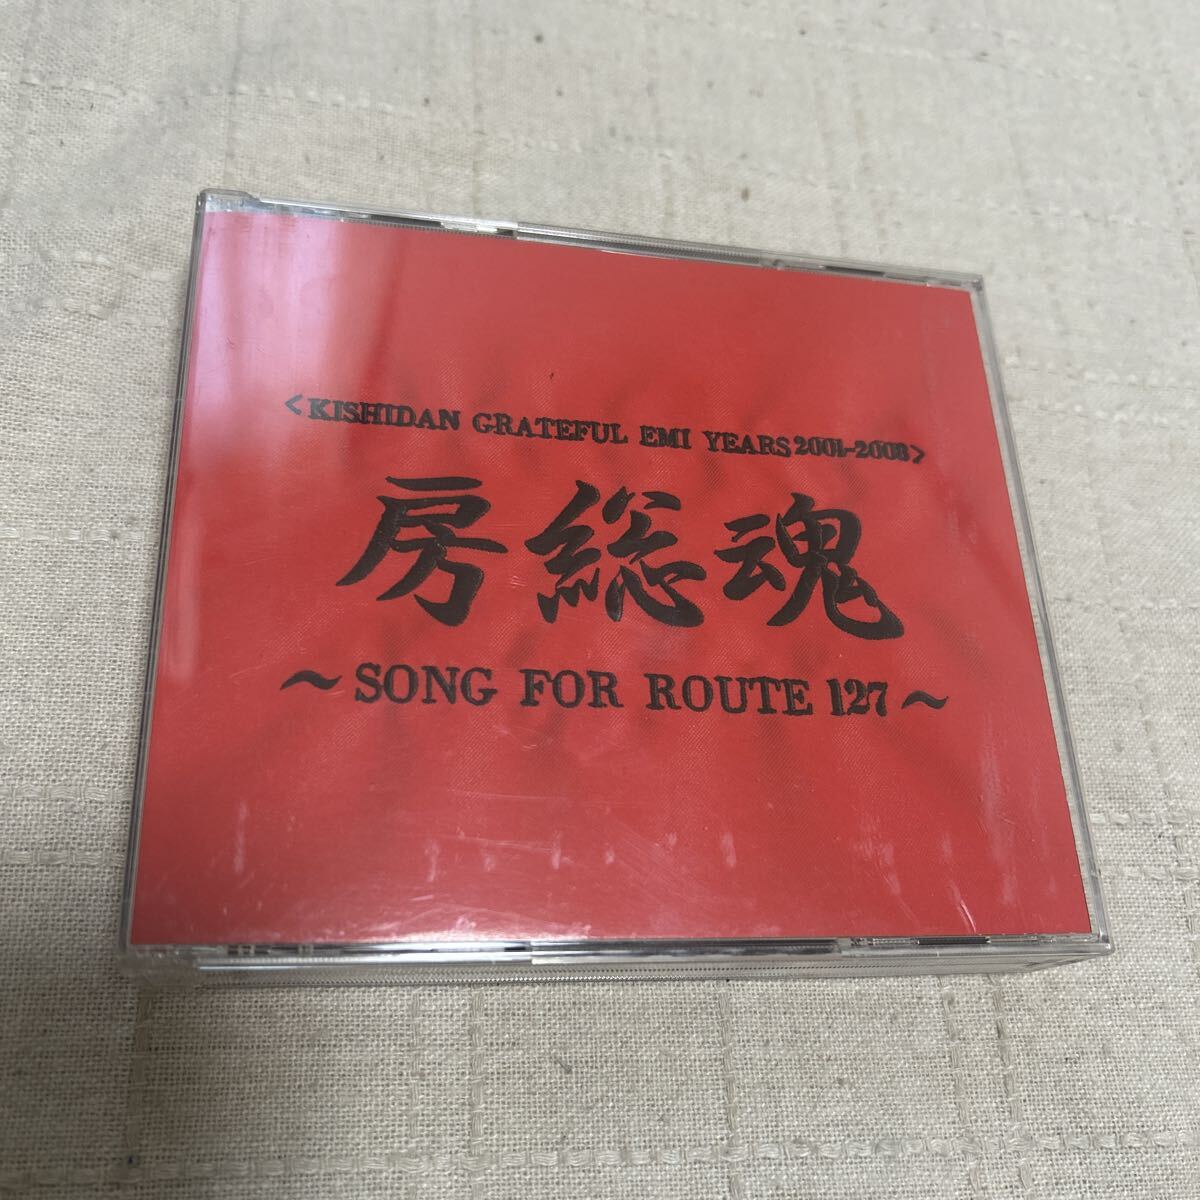 <KISHIDAN GRATEFUL EMI YEARS 2001-2008>
房総魂
～SONG FOR ROUTE 127～